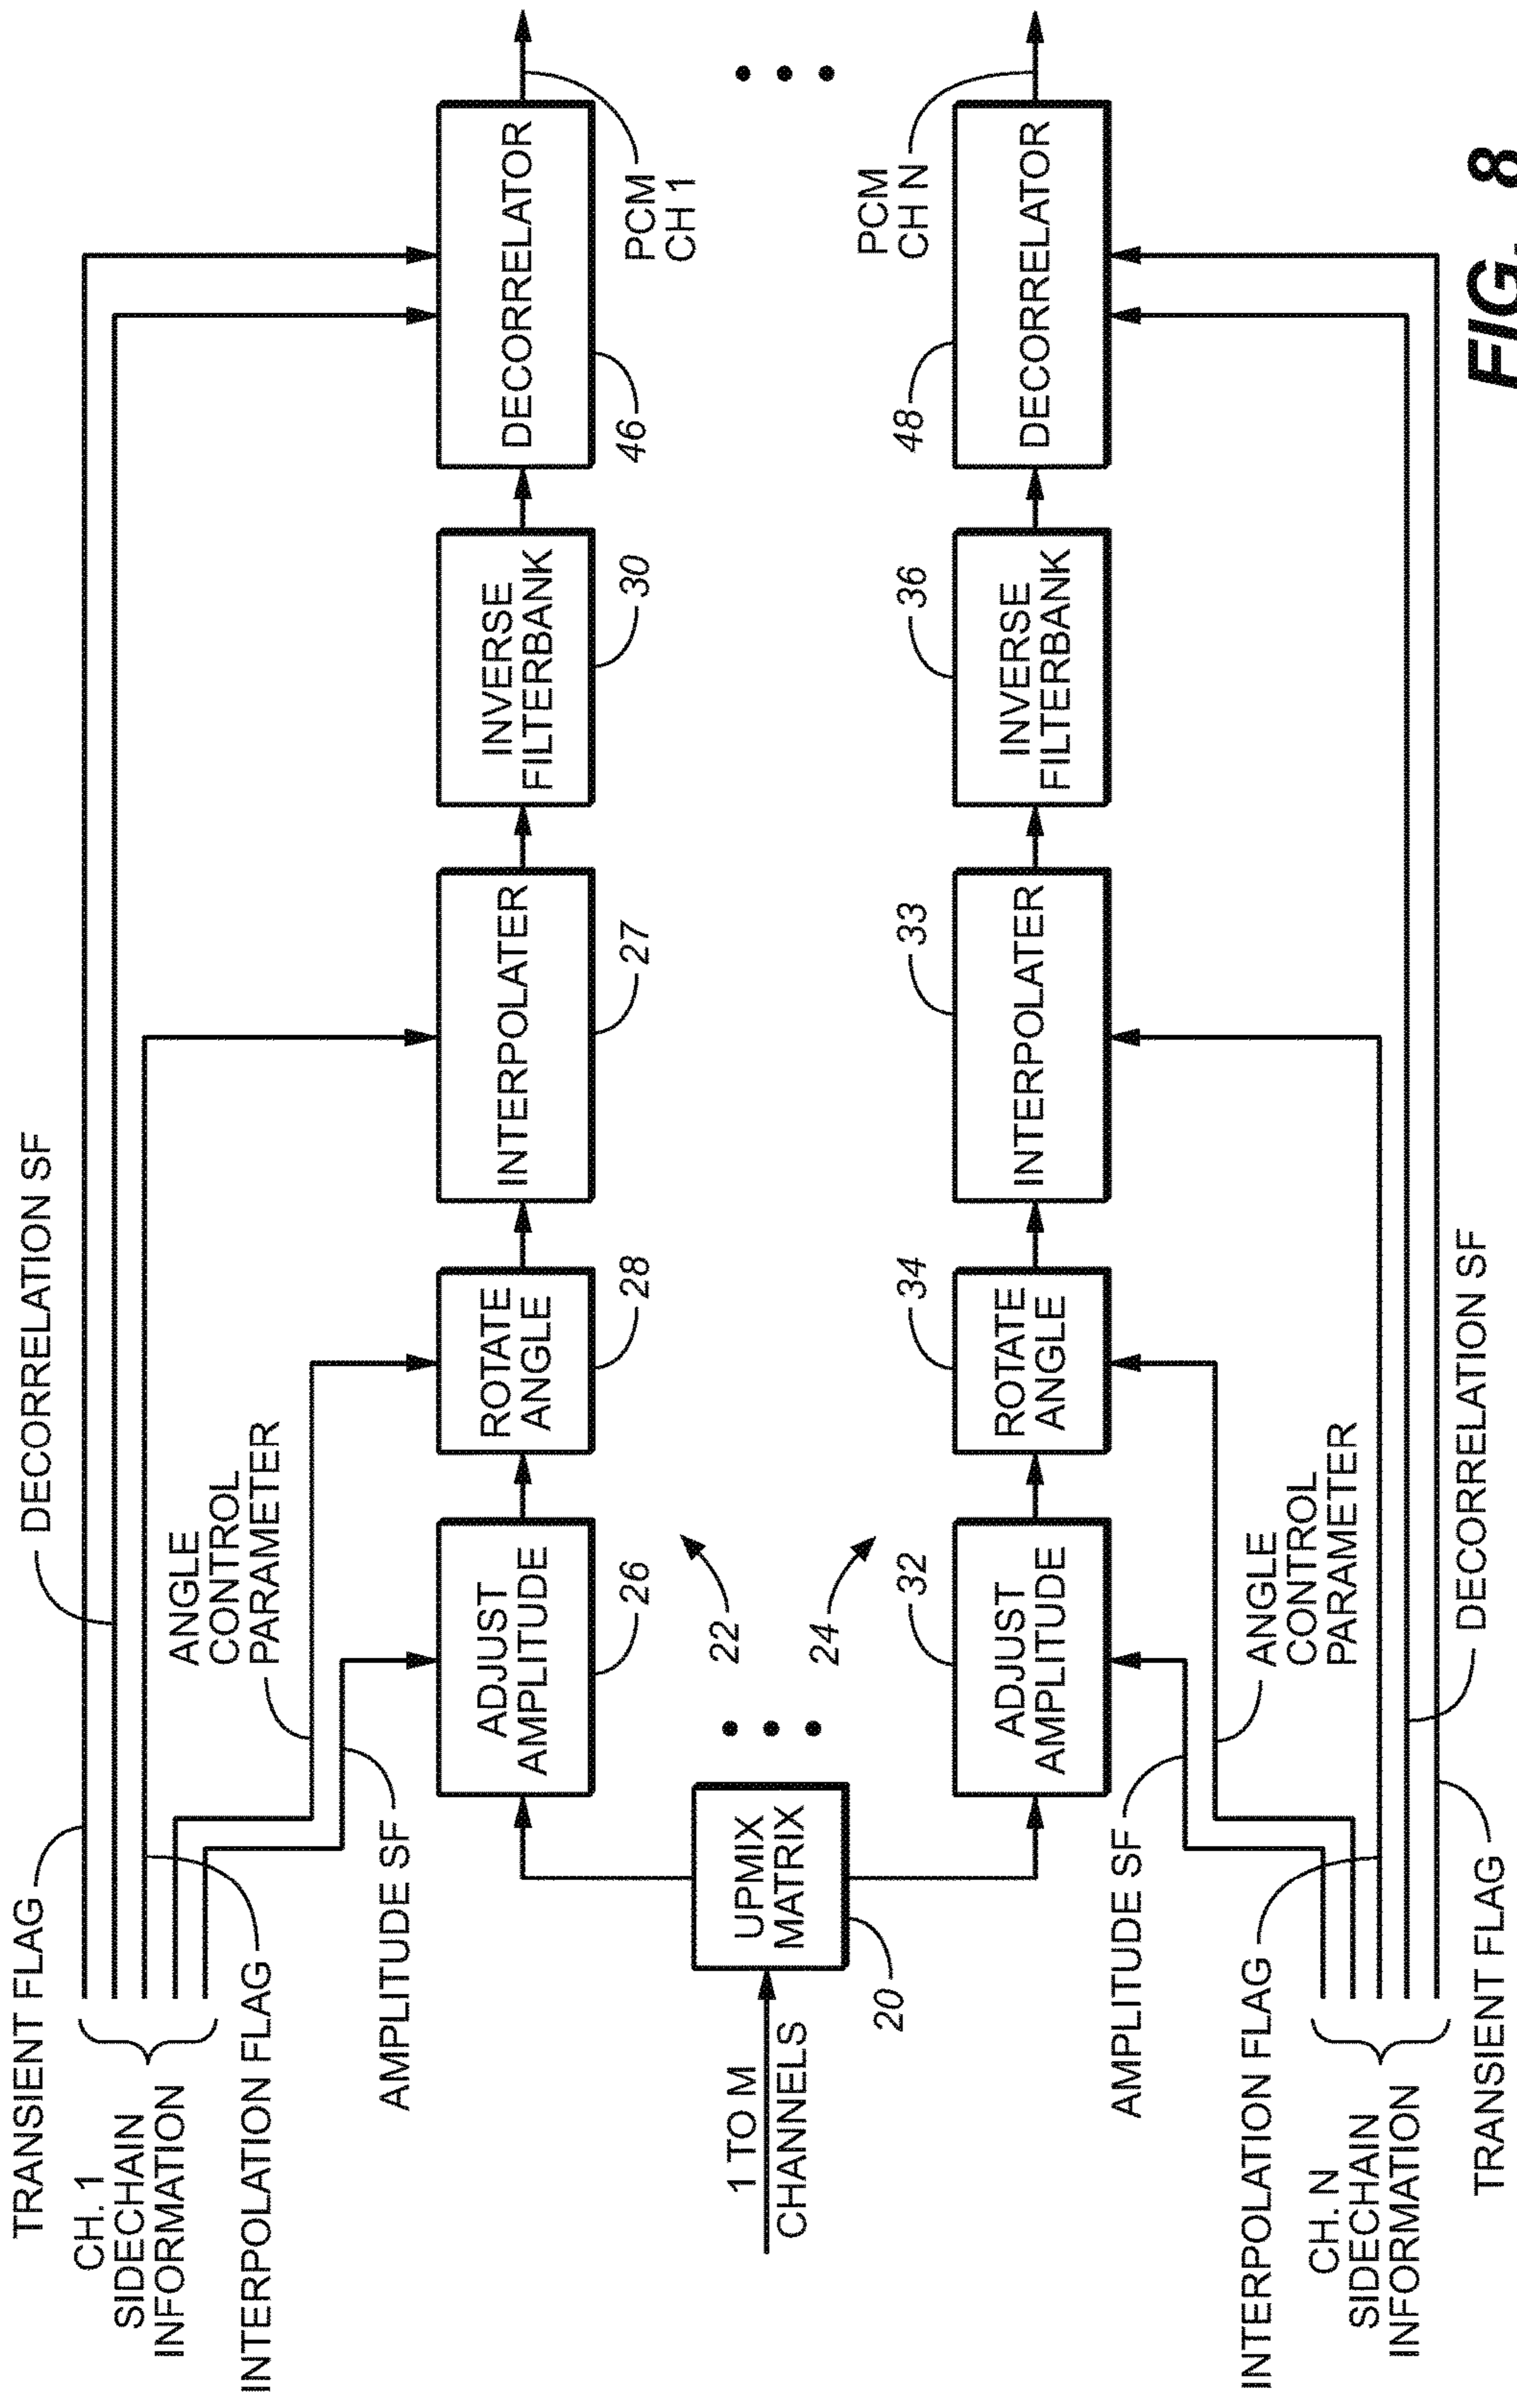 TRANSIENT FLAG
DECORRELATION SF
CH. 1
SIDECHAIN
INFORMATION
ANGLE
CONTROL
PARAMETER
INTERPOLATION FLAG
AMPLITUDE SF
ADJUST
AMPLITUDE
26
ROTATE
ANGLE
28
INTERPOLATER
27
INVERSE
FILTERBANK
30
DECORRELATOR
46
PCM
CH 1
22
1 TO M
CHANNELS
UPMIX
MATRIX
20
24
ADJUST
AMPLITUDE
32
ROTATE
ANGLE
34
INTERPOLATER
33
INVERSE
FILTERBANK
36
DECORRELATOR
48
PCM
CH N
AMPLITUDE SF
INTERPOLATION FLAG
ANGLE
CONTROL
PARAMETER
CH. N
SIDECHAIN
INFORMATION
DECORRELATION SF
TRANSIENT FLAG
FIG. 8